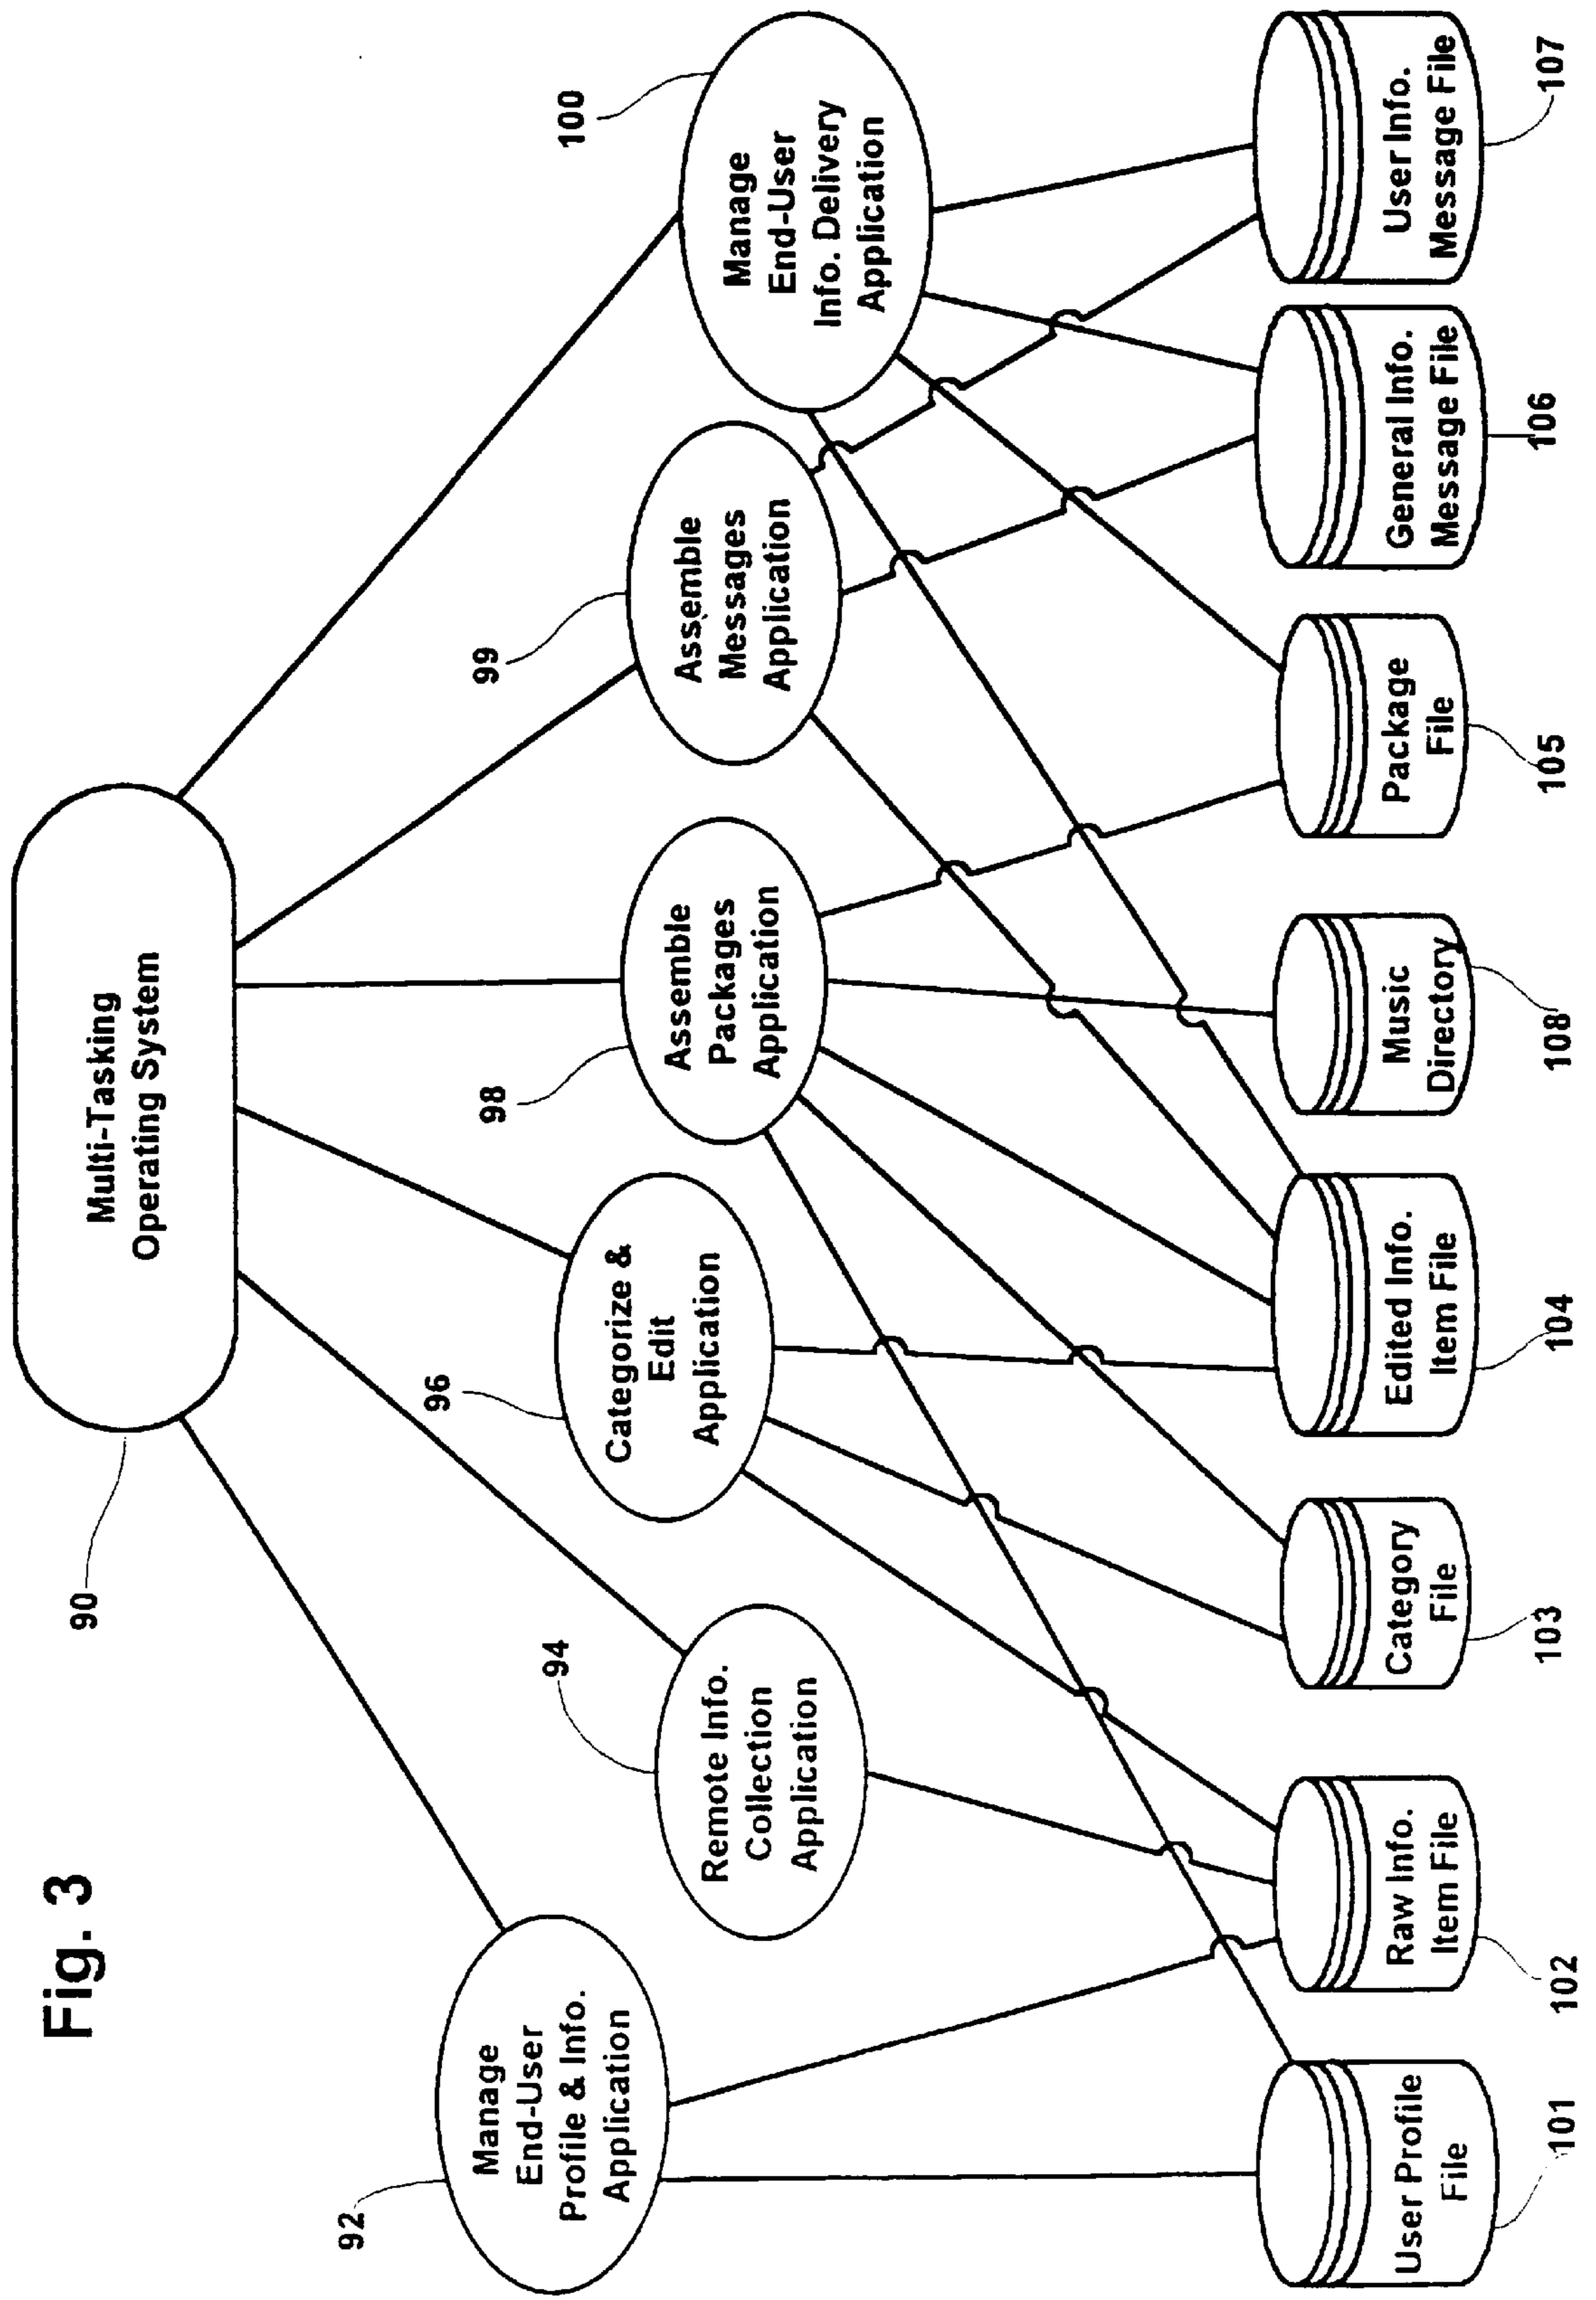 Fig. 3
Multi-Tasking
Operating System
90
Manage
End-User
Profile & Info.
Application
92
Remote Info.
Collection
Application
94
Categorize &
Edit
Application
96
Assemble
Packages
Application
98
Assemble
Messages
Application
99
Manage
End-User
Info. Delivery
Application
100
User Profile
File
101
Raw Info.
Item File
102
Category
File
103
Edited Info.
Item File
104
Music
Directory
108
Package
File
105
General Info.
Message File
106
User Info.
Message File
107